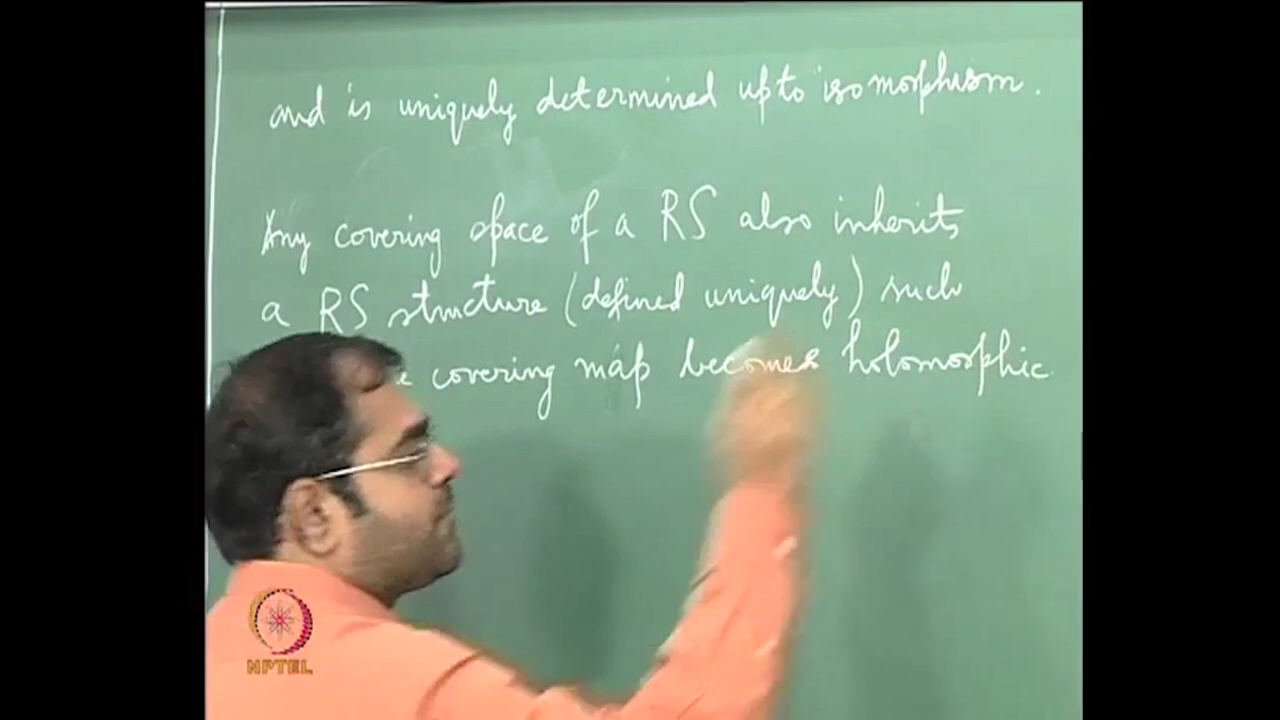 and is uniquely determined upto isomorphism.
Any covering space of a RS also inherits
a RS structure (defined uniquely) such
covering map becomes holomorphic.
NPTEL